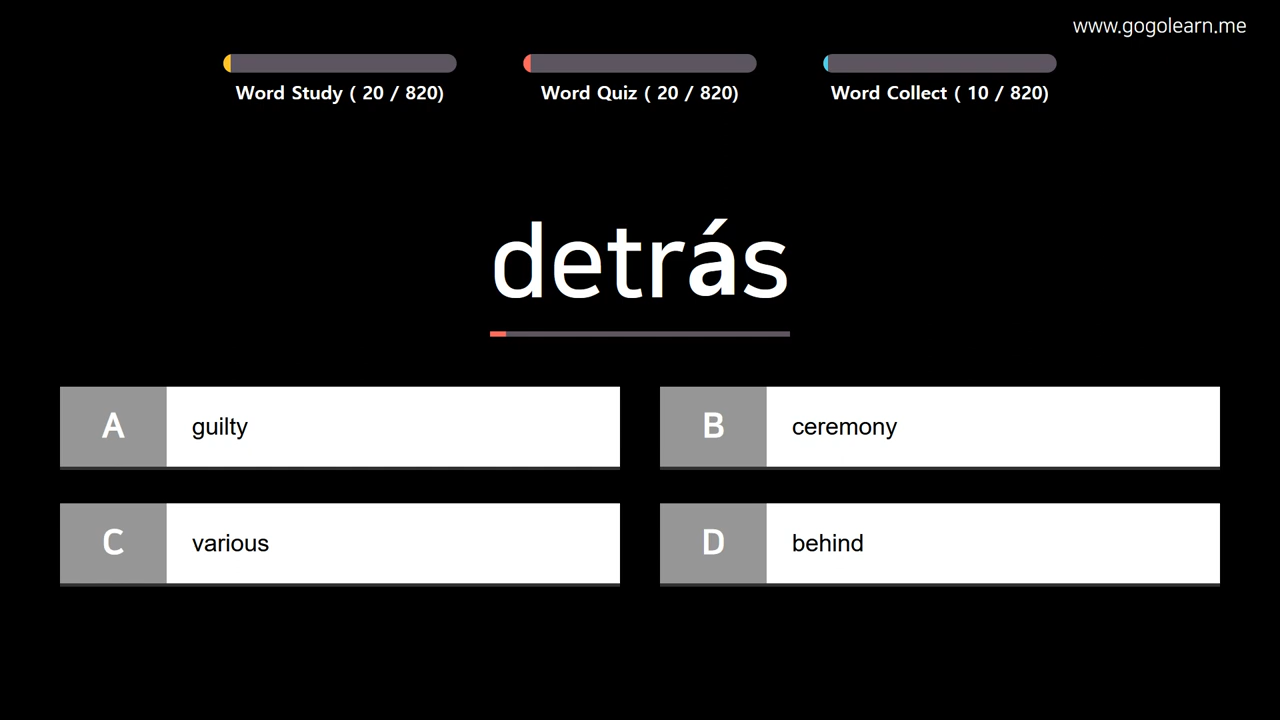 www.gogolearn.me
Word Study ( 20 / 820)
Word Quiz ( 20 / 820)
Word Collect ( 10 / 820)
detrás
A guilty
B ceremony
C various
D behind